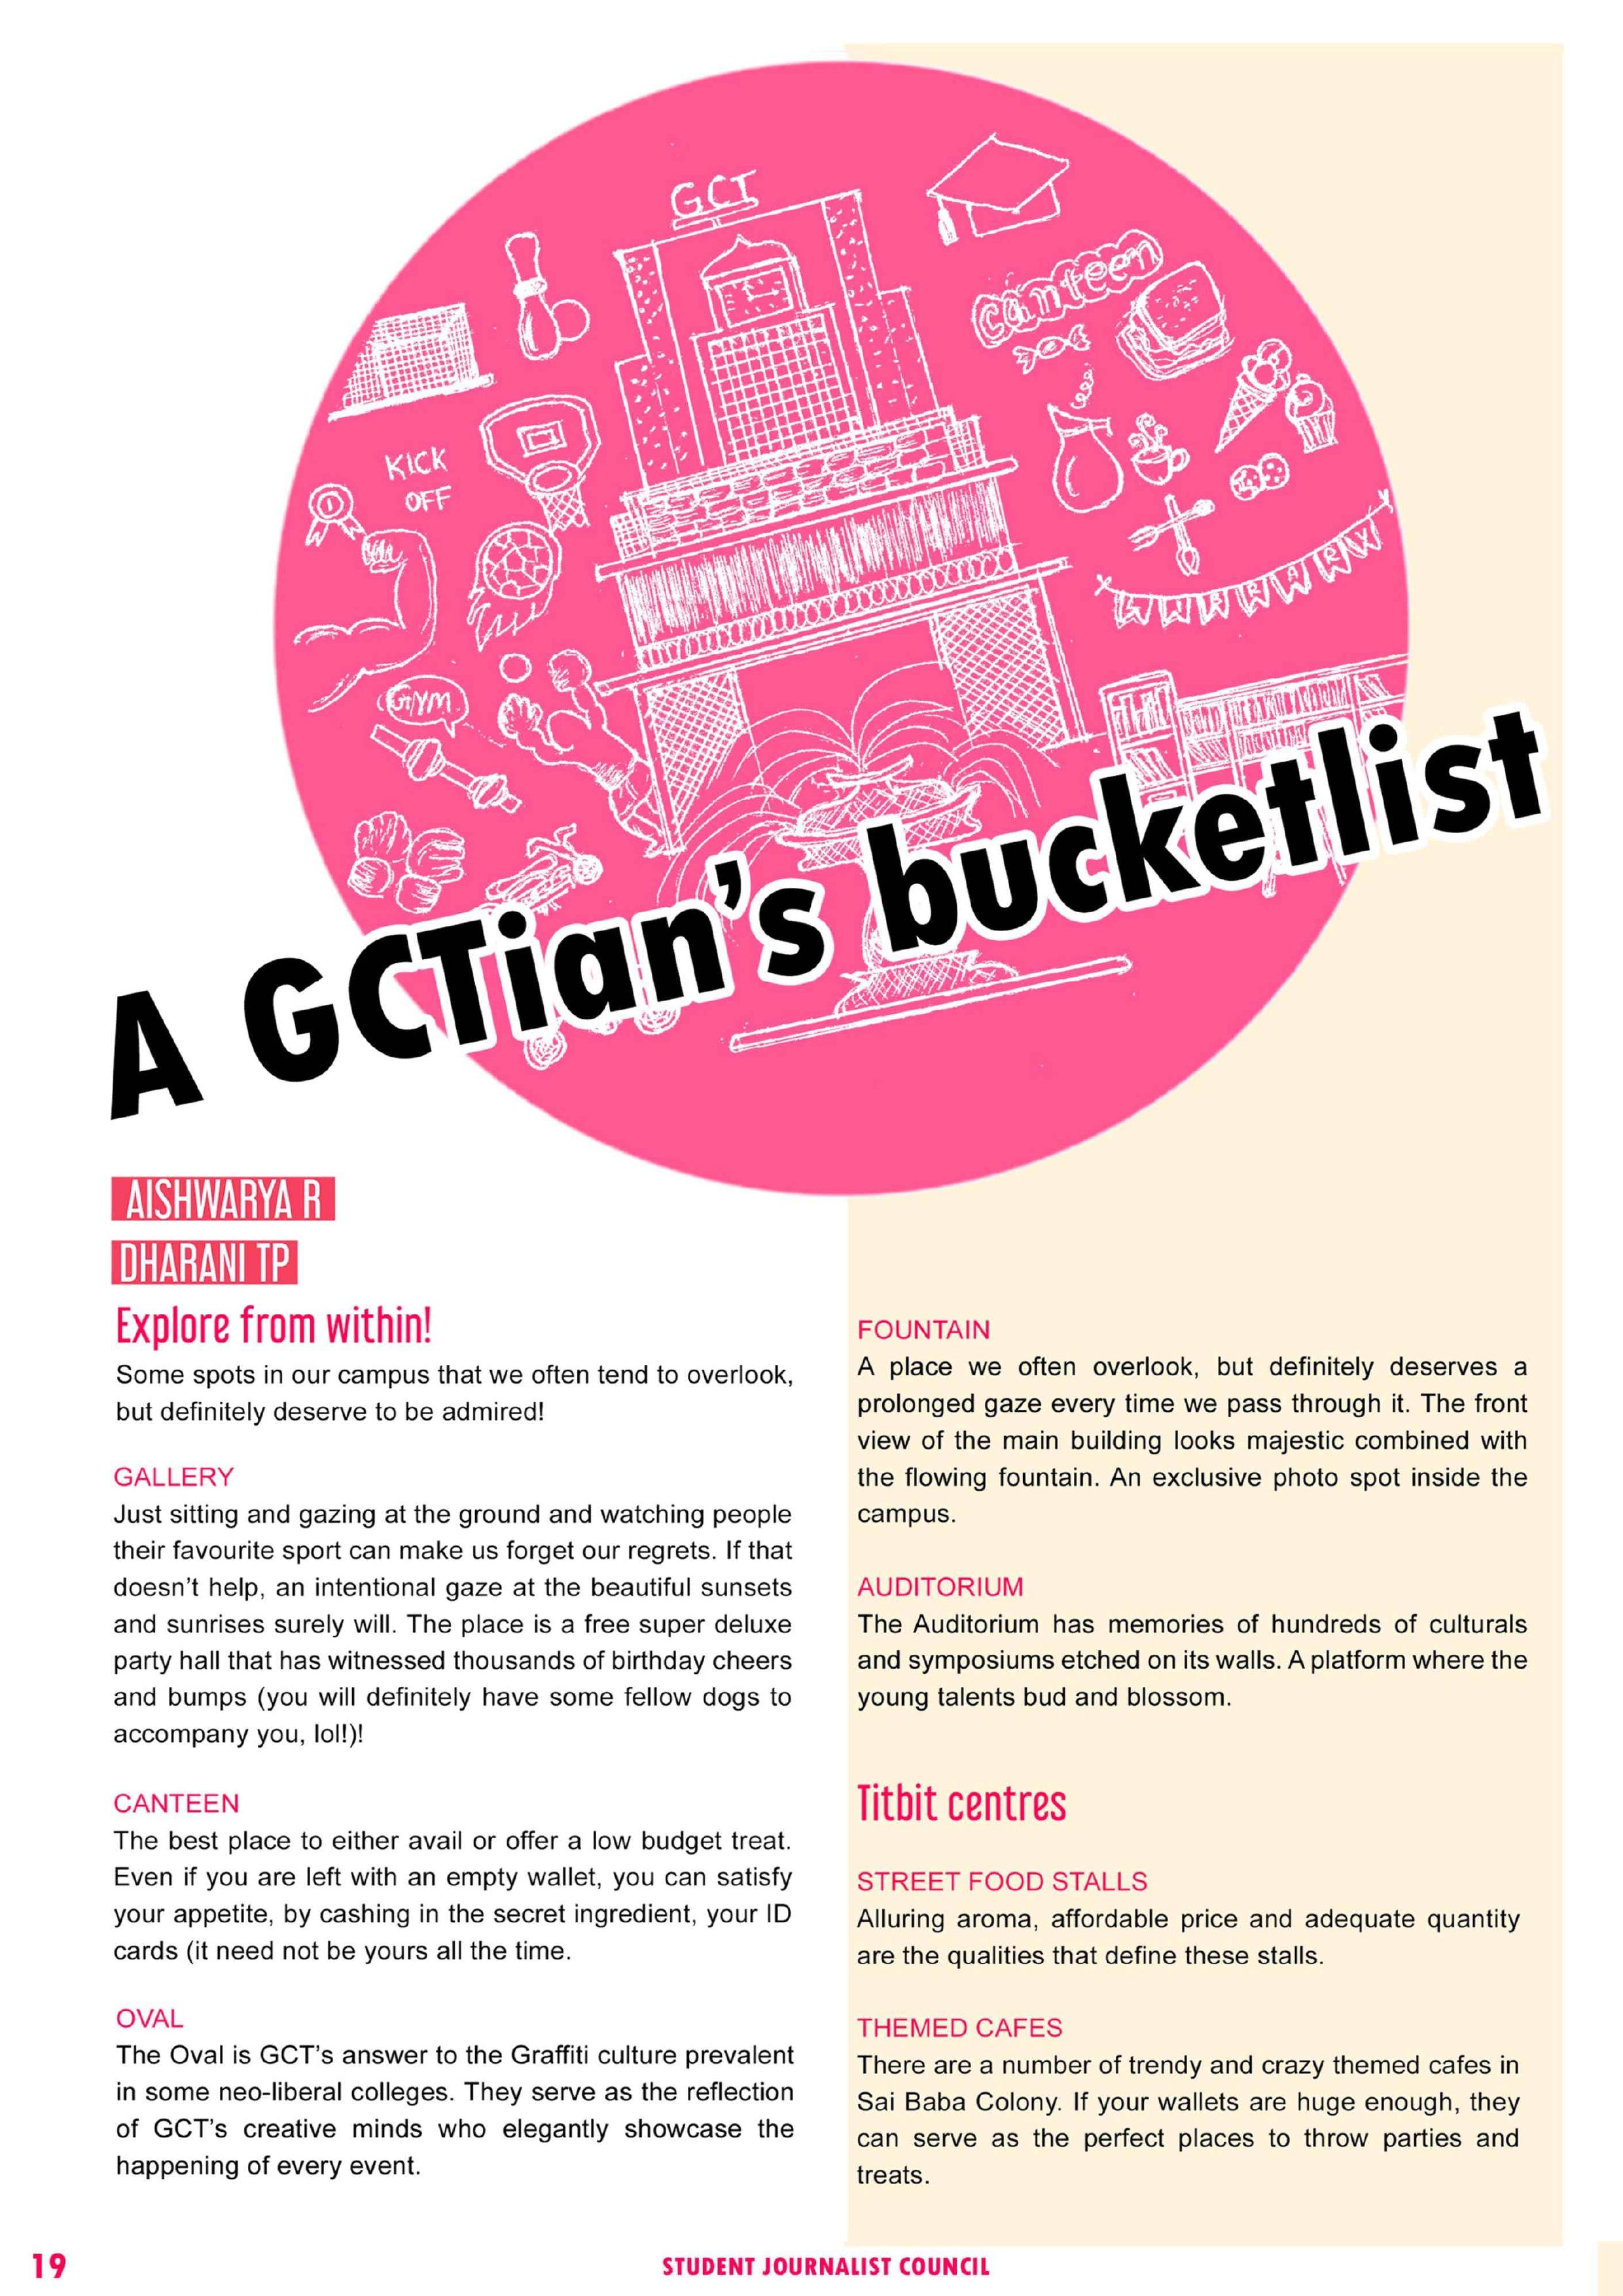 GCT
Canteen
KICK
OFF
GYM
A GCTian's bucketlist
AISHWARYA R
DHARANI TP
Explore from within!
Some spots in our campus that we often tend to overlook,
but definitely deserve to be admired!
GALLERY
Just sitting and gazing at the ground and watching people
their favourite sport can make us forget our regrets. If that
doesn't help, an intentional gaze at the beautiful sunsets
and sunrises surely will. The place is a free super deluxe
party hall that has witnessed thousands of birthday cheers
and bumps (you will definitely have some fellow dogs to
accompany you, lol!)!
CANTEEN
The best place to either avail or offer a low budget treat.
Even if you are left with an empty wallet, you can satisfy
your appetite, by cashing in the secret ingredient, your ID
cards (it need not be yours all the time.
OVAL
The Oval is GCT's answer to the Graffiti culture prevalent
in some neo-liberal colleges. They serve as the reflection
of GCT's creative minds who elegantly showcase the
happening of every event.
FOUNTAIN
A place we often overlook, but definitely deserves a
prolonged gaze every time we pass through it. The front
view of the main building looks majestic combined with
the flowing fountain. An exclusive photo spot inside the
campus.
AUDITORIUM
The Auditorium has memories of hundreds of culturals
and symposiums etched on its walls. A platform where the
young talents bud and blossom.
Titbit centres
STREET FOOD STALLS
Alluring aroma, affordable price and adequate quantity
are the qualities that define these stalls.
THEMED CAFES
There are a number of trendy and crazy themed cafes in
Sai Baba Colony. If your wallets are huge enough, they
can serve as the perfect places to throw parties and
treats.
19
STUDENT JOURNALIST COUNCIL